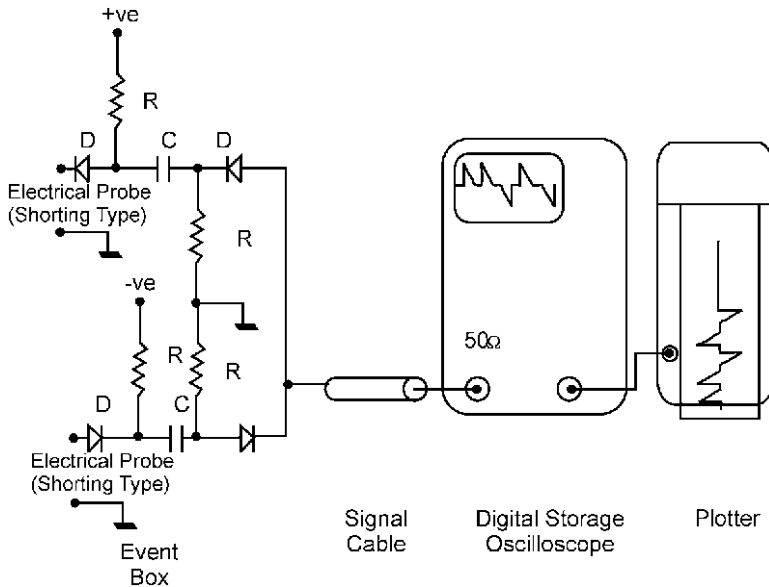 +ve
R
D
C
D
Electrical Probe
(Shorting Type)
R
-ve
R
R
D
C
Electrical Probe
(Shorting Type)
50Ω
Event
Box
Signal
Cable
Digital Storage
Oscilloscope
Plotter